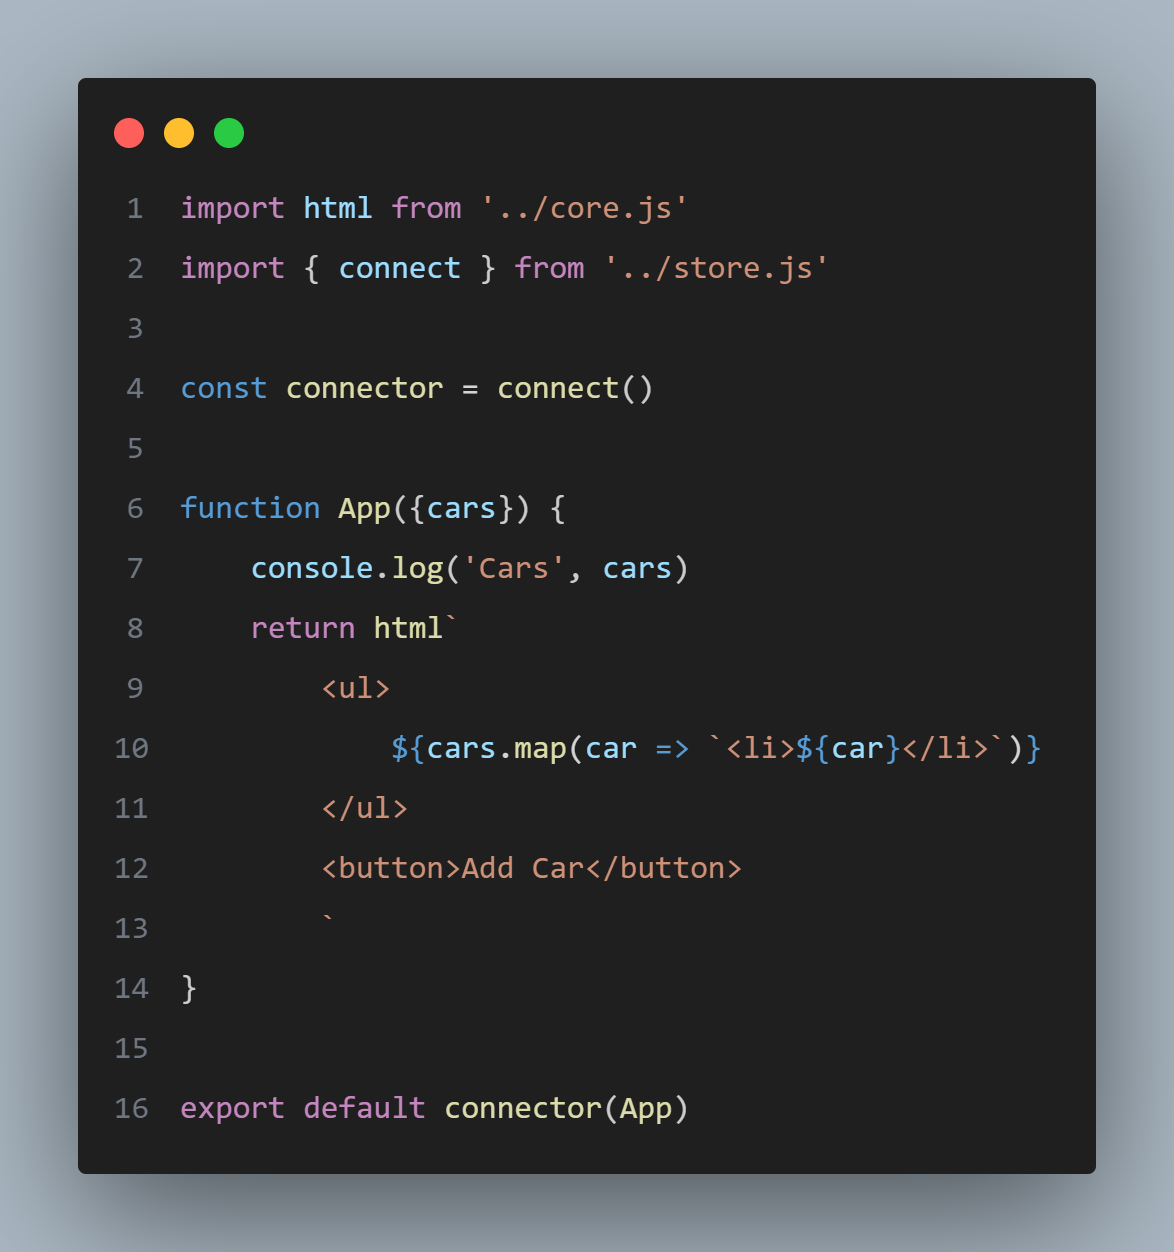 1 import html from '../core.js'
2 import { connect } from '../store.js'
3
4 const connector = connect()
5
6 function App({cars}) {
7     console.log('Cars', cars)
8     return html`
9         <ul>
10             ${cars.map(car => `<li>${car}</li>`)}
11         </ul>
12         <button>Add Car</button>
13         `
14 }
15
16 export default connector(App)